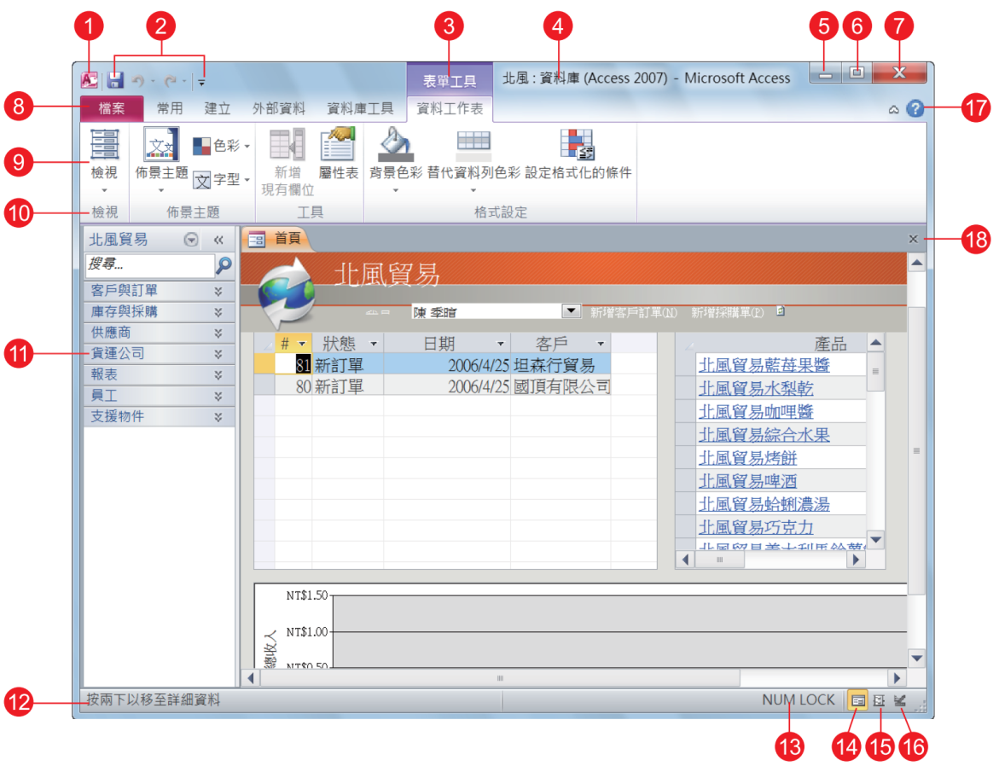 1 2 3 4 5 6 7
表單工具 北風 : 資料庫 (Access 2007) - Microsoft Access
8 檔案 常用 建立 外部資料 資料庫工具 資料工作表 17
9 檢視 文文 佈景主題 色彩 文 字型 新增 現有欄位 屬性表 背景色彩 替代資料列色彩 設定格式化的條件
10 檢視 佈景主題 工具 格式設定
北風貿易 « 首頁 18
搜尋...
北風貿易
客戶與訂單
庫存與採購
供應商
11 貨運公司
報表
員工
支援物件
陳 季暄 新增客戶訂單(N) 新增採購單(P)
# 狀態 日期 客戶
81 新訂單 2006/4/25 坦森行貿易
80 新訂單 2006/4/25 國頂有限公司
產品
北風貿易藍莓果醬
北風貿易水梨乾
北風貿易咖哩醬
北風貿易綜合水果
北風貿易烤餅
北風貿易啤酒
北風貿易蛤蜊濃湯
北風貿易巧克力
NT$1.50
NT$1.00
NT$0.50
總收入
12 按兩下以移至詳細資料 NUM LOCK
13 14 15 16